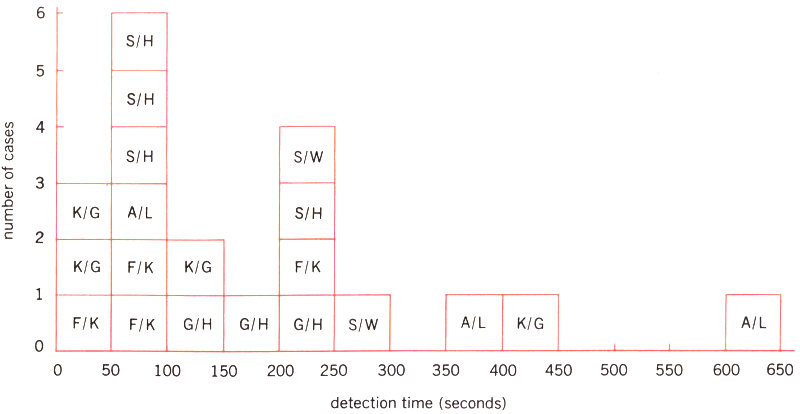 6
S/H
5
S/H
4
S/H S/W
3
K/G A/L S/H
2
K/G F/K K/G F/K
1
F/K F/K G/H G/H G/H S/W A/L K/G A/L
0
number of cases
0 50 100 150 200 250 300 350 400 450 500 550 600 650
detection time (seconds)